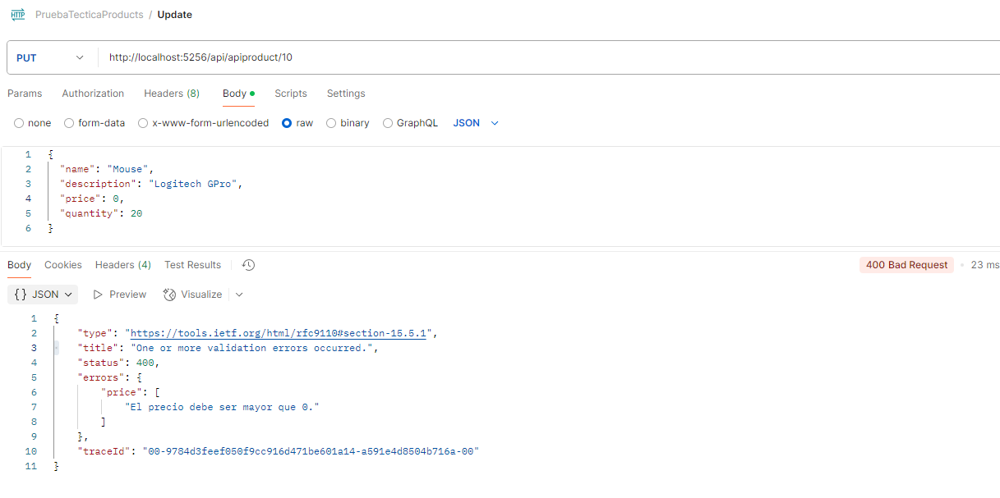 HTTP PruebaTecticaProducts / Update
PUT http://localhost:5256/api/apiproduct/10
Params Authorization Headers (8) Body Scripts Settings
none form-data x-www-form-urlencoded raw binary GraphQL JSON
1 {
2 "name": "Mouse",
3 "description": "Logitech GPro",
4 "price": 0,
5 "quantity": 20
6 }
Body Cookies Headers (4) Test Results 400 Bad Request • 23 ms
{} JSON Preview Visualize
1 {
2 "type": "https://tools.ietf.org/html/rfc9110#section-15.5.1",
3 "title": "One or more validation errors occurred.",
4 "status": 400,
5 "errors": {
6 "price": [
7 "El precio debe ser mayor que 0."
8 ]
9 },
10 "traceId": "00-9784d3feef050f9cc916d471be601a14-a591e4d8504b716a-00"
11 }